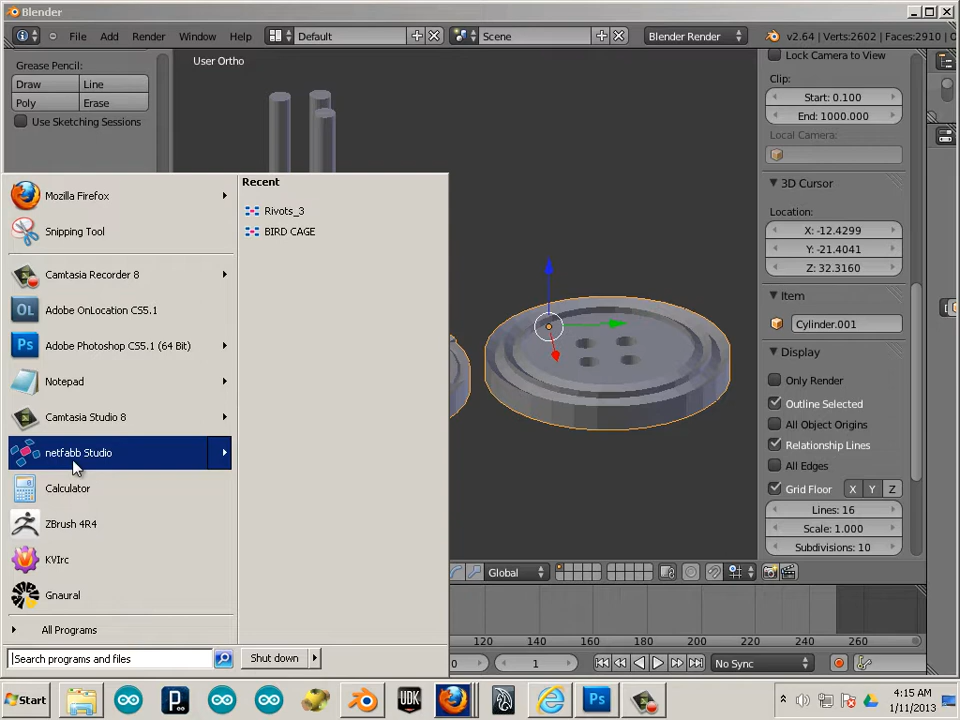 Blender
File Add Render Window Help Default Scene Blender Render v2.64 | Verts:2602 | Faces:2910 |
Grease Pencil:
Draw Line
Poly Erase
Use Sketching Sessions
User Ortho
Lock Camera to View
Clip:
Start: 0.100
End: 1000.000
Local Camera:
3D Cursor
Location:
X: -12.4299
Y: -21.4041
Z: 32.3160
Item
Cylinder.001
Display
Only Render
Outline Selected
All Object Origins
Relationship Lines
All Edges
Grid Floor X Y Z
Lines: 16
Scale: 1.000
Subdivisions: 10
Mozilla Firefox
Snipping Tool
Camtasia Recorder 8
Ol Adobe OnLocation CS5.1
Ps Adobe Photoshop CS5.1 (64 Bit)
Notepad
Camtasia Studio 8
netfabb Studio
Calculator
ZBrush 4R4
KVIrc
Gnaural
All Programs
Search programs and files
Shut down
Recent
Rivots_3
BIRD CAGE
Global
120 140 160 180 200 220 240 260
0 1 No Sync
Start UDK Ps
4:15 AM
1/11/2013